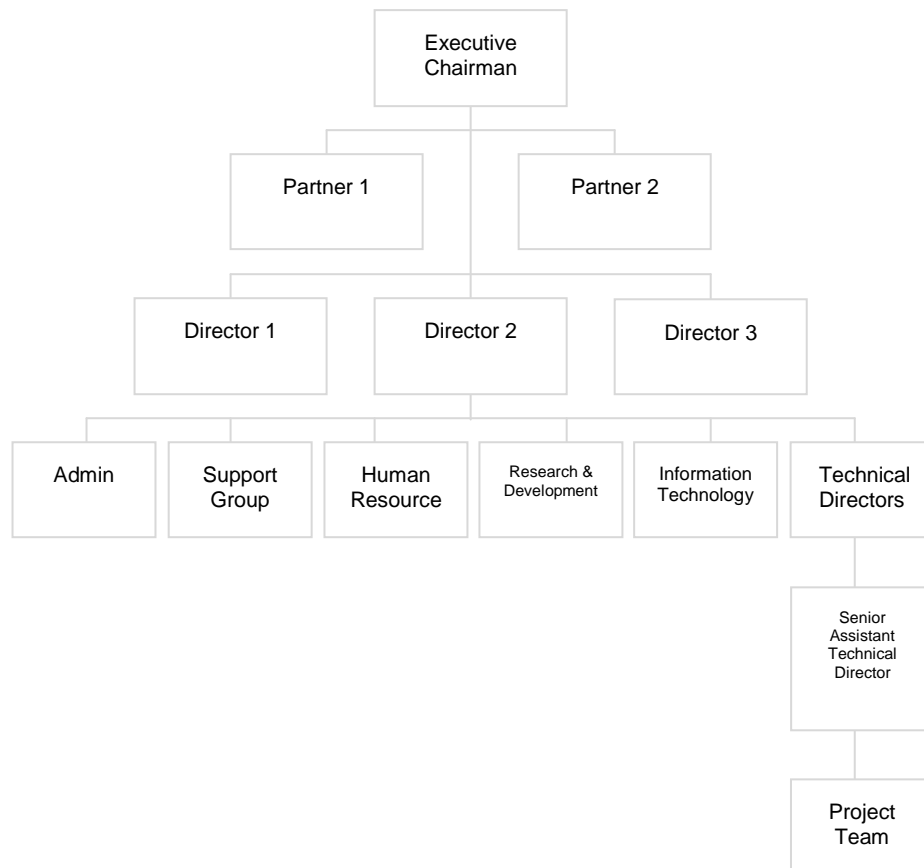 Executive
Chairman
Partner 1
Partner 2
Director 1
Director 2
Director 3
Admin
Support
Group
Human
Resource
Research &
Development
Information
Technology
Technical
Directors
Senior
Assistant
Technical
Director
Project
Team